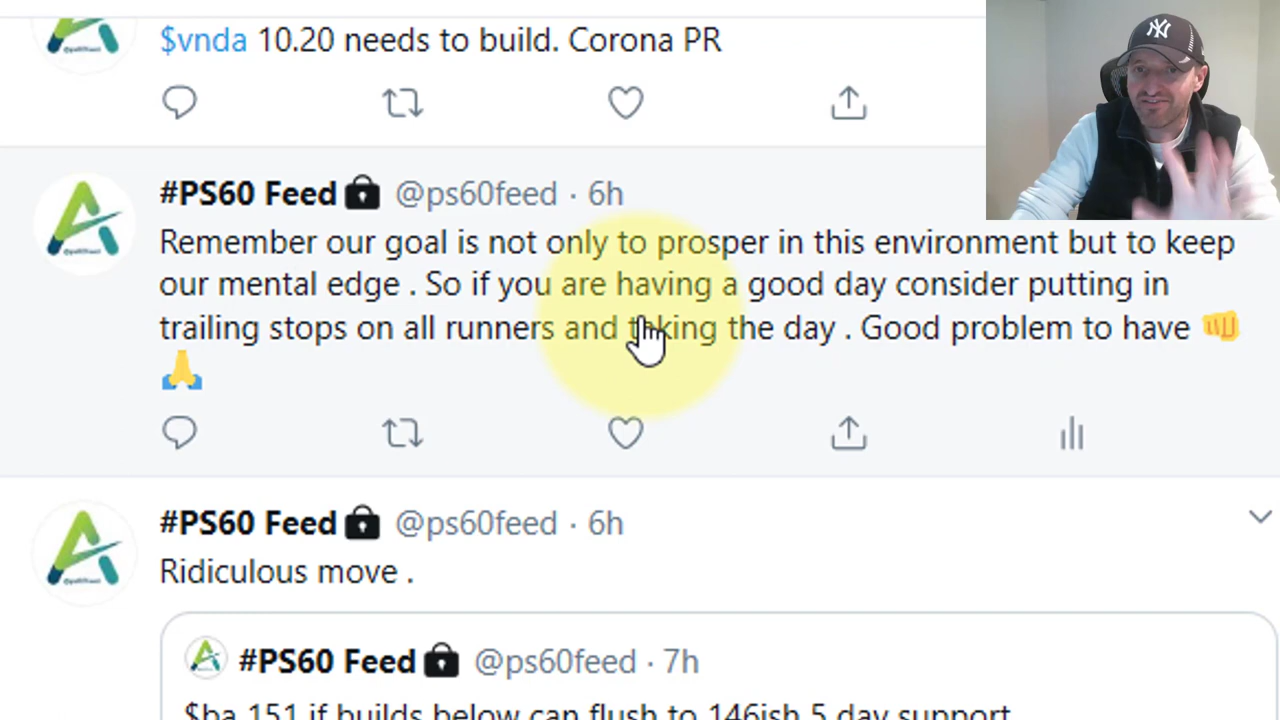 $vnda 10.20 needs to build. Corona PR
#PS60 Feed🔒 @ps60feed · 6h
Remember our goal is not only to prosper in this environment but to keep
our mental edge . So if you are having a good day consider putting in
trailing stops on all runners and taking the day . Good problem to have 👊
🙏
#PS60 Feed🔒 @ps60feed · 6h
Ridiculous move .
#PS60 Feed🔒 @ps60feed · 7h
$ba 151 if builds below can flush to 146ish 5 day support